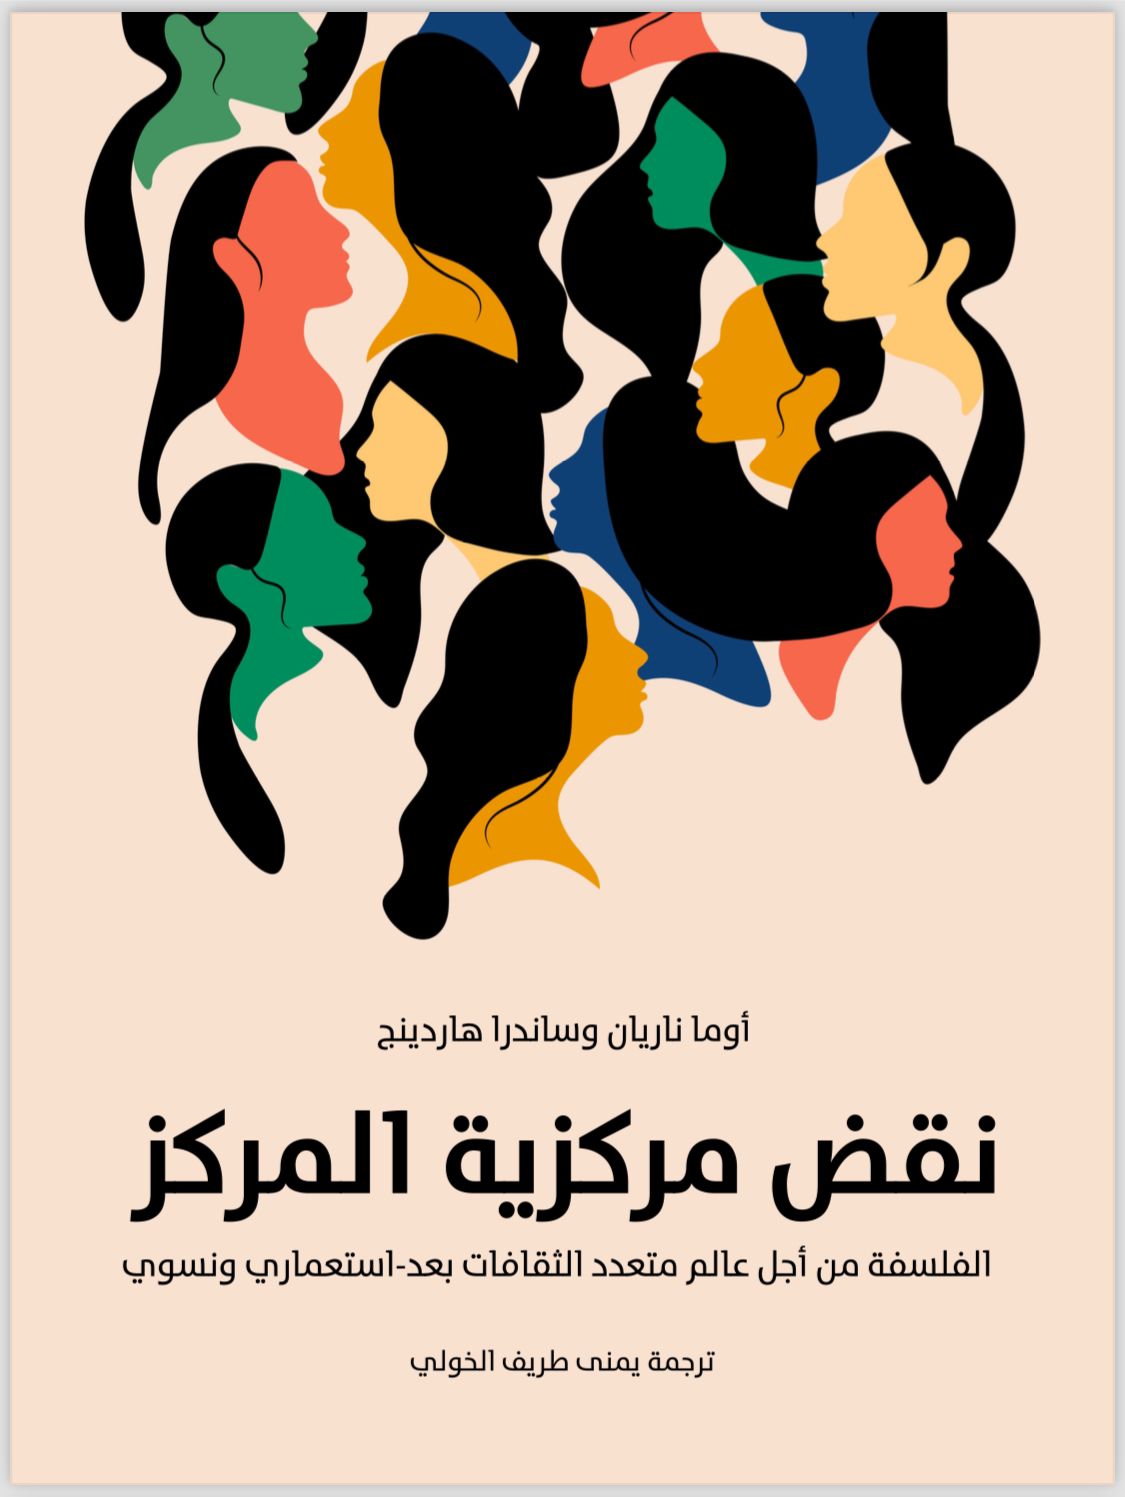 أوما ناريان وساندرا هاردينج
نقض مركزية المركز
الفلسفة من أجل عالم متعدد الثقافات بعد-استعماري ونسوي
ترجمة يمنى طريف الخولي